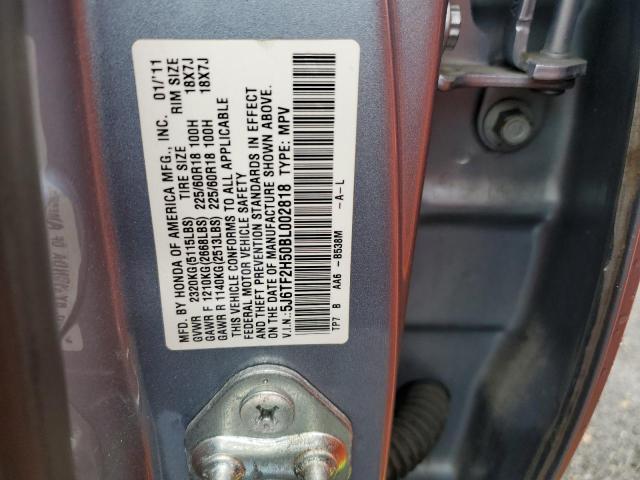 MFD. BY HONDA OF AMERICA MFG., INC. 01/'11
TIRE SIZE RIM SIZE
GVWR 2320KG(5115LBS)
GAWR F 1210KG(2668LBS) 225/60R18 100H 18X7J
GAWR R 1140KG(2513LBS) 225/60R18 100H 18X7J
THIS VEHICLE CONFORMS TO ALL APPLICABLE
FEDERAL MOTOR VEHICLE SAFETY
AND THEFT PREVENTION STANDARDS IN EFFECT
ON THE DATE OF MANUFACTURE SHOWN ABOVE.
V.I.N.: 5J6TF2H50BL002818 TYPE: MPV
TP7 B AA6 -B538M -A-L